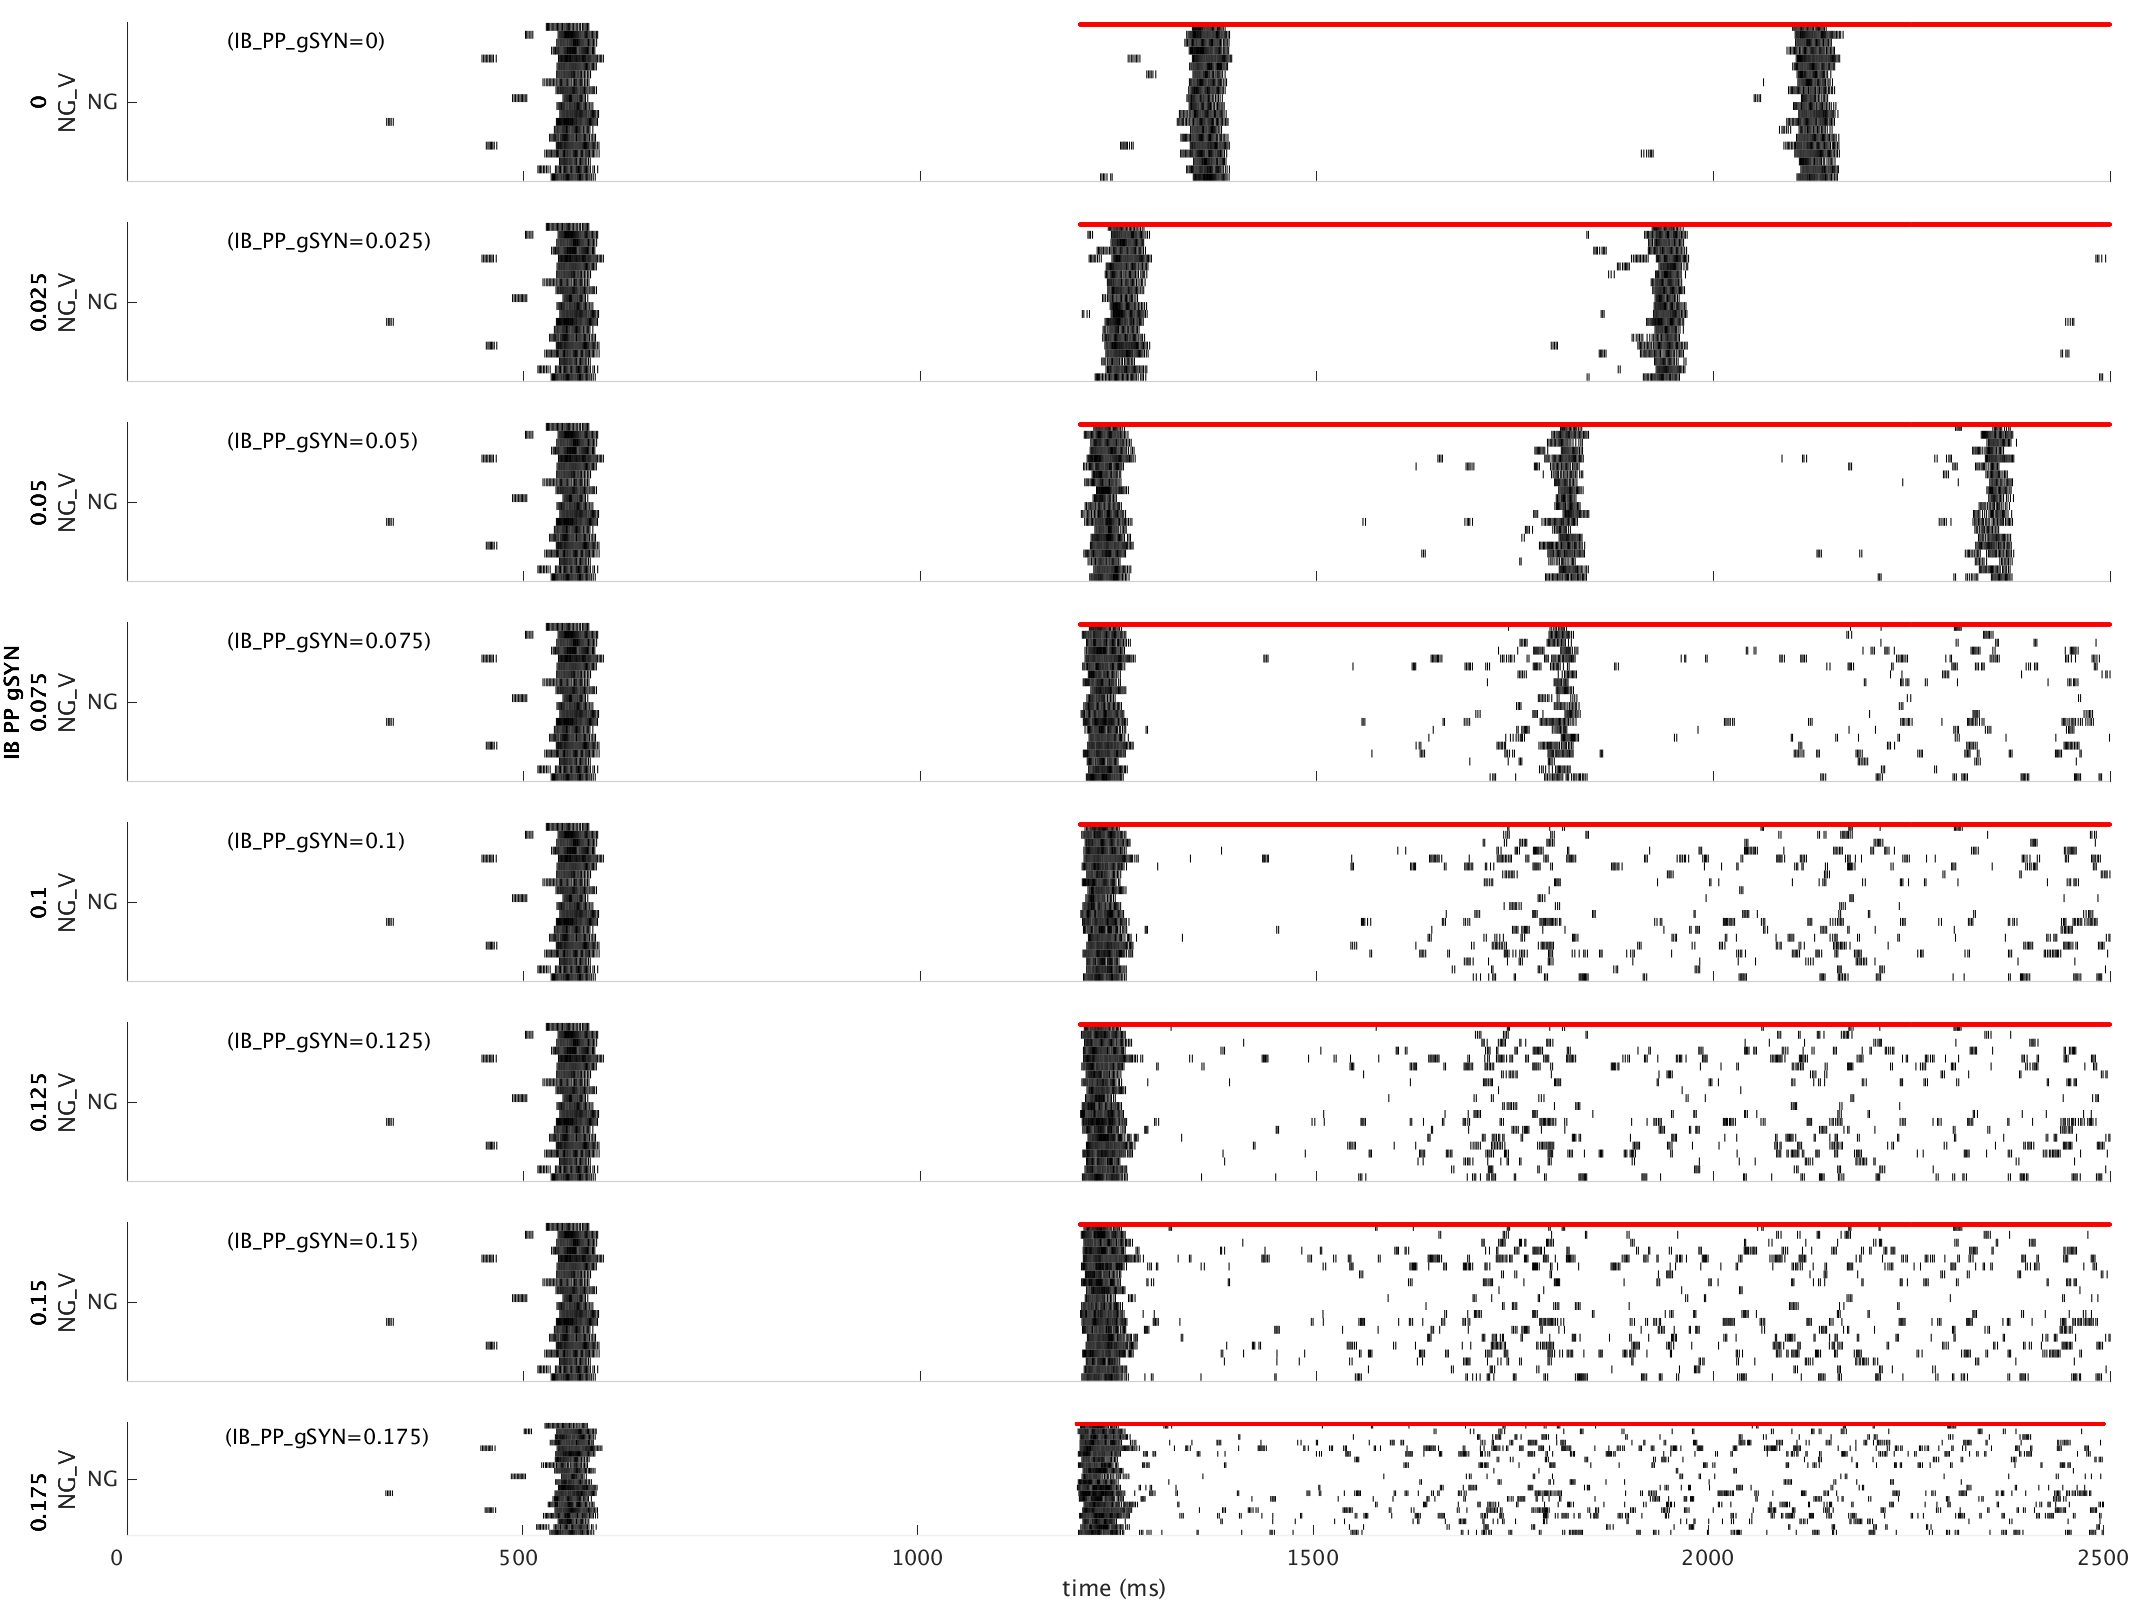 (IB_PP_gSYN=0)
0
NG_V
NG
(IB_PP_gSYN=0.025)
0.025
NG_V
NG
(IB_PP_gSYN=0.05)
0.05
NG_V
NG
IB PP gSYN
(IB_PP_gSYN=0.075)
0.075
NG_V
NG
(IB_PP_gSYN=0.1)
0.1
NG_V
NG
(IB_PP_gSYN=0.125)
0.125
NG_V
NG
(IB_PP_gSYN=0.15)
0.15
NG_V
NG
(IB_PP_gSYN=0.175)
0.175
NG_V
NG
0 500 1000 1500 2000 2500
time (ms)